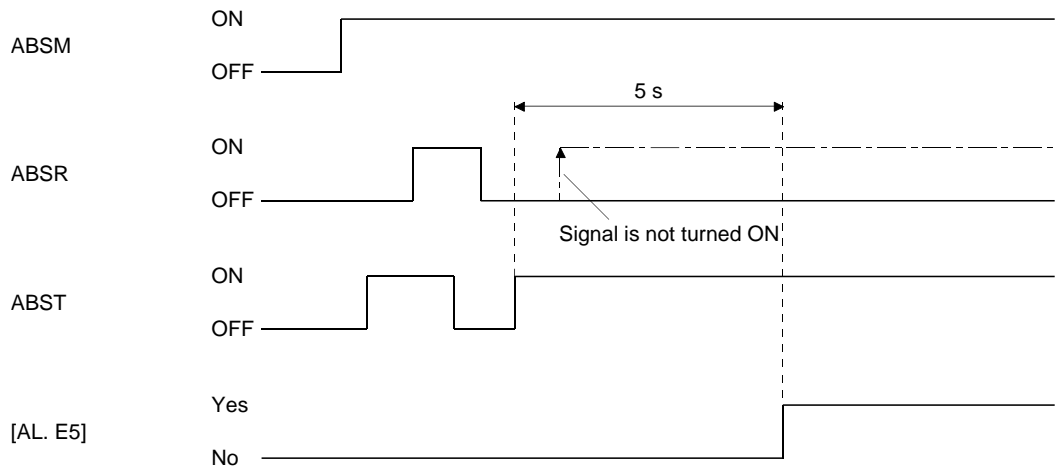 ON
ABSM
OFF
5 s
ON
ABSR
OFF
Signal is not turned ON
ON
ABST
OFF
Yes
[AL. E5]
No